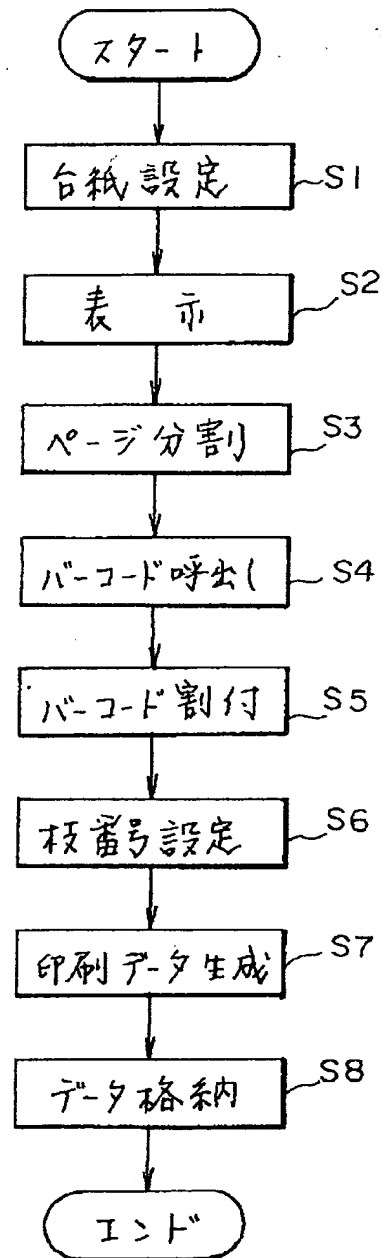 スタート
台紙設定 S1
表示 S2
ページ分割 S3
バーコード呼出し S4
バーコード割付 S5
枝番号設定 S6
印刷データ生成 S7
データ格納 S8
エンド